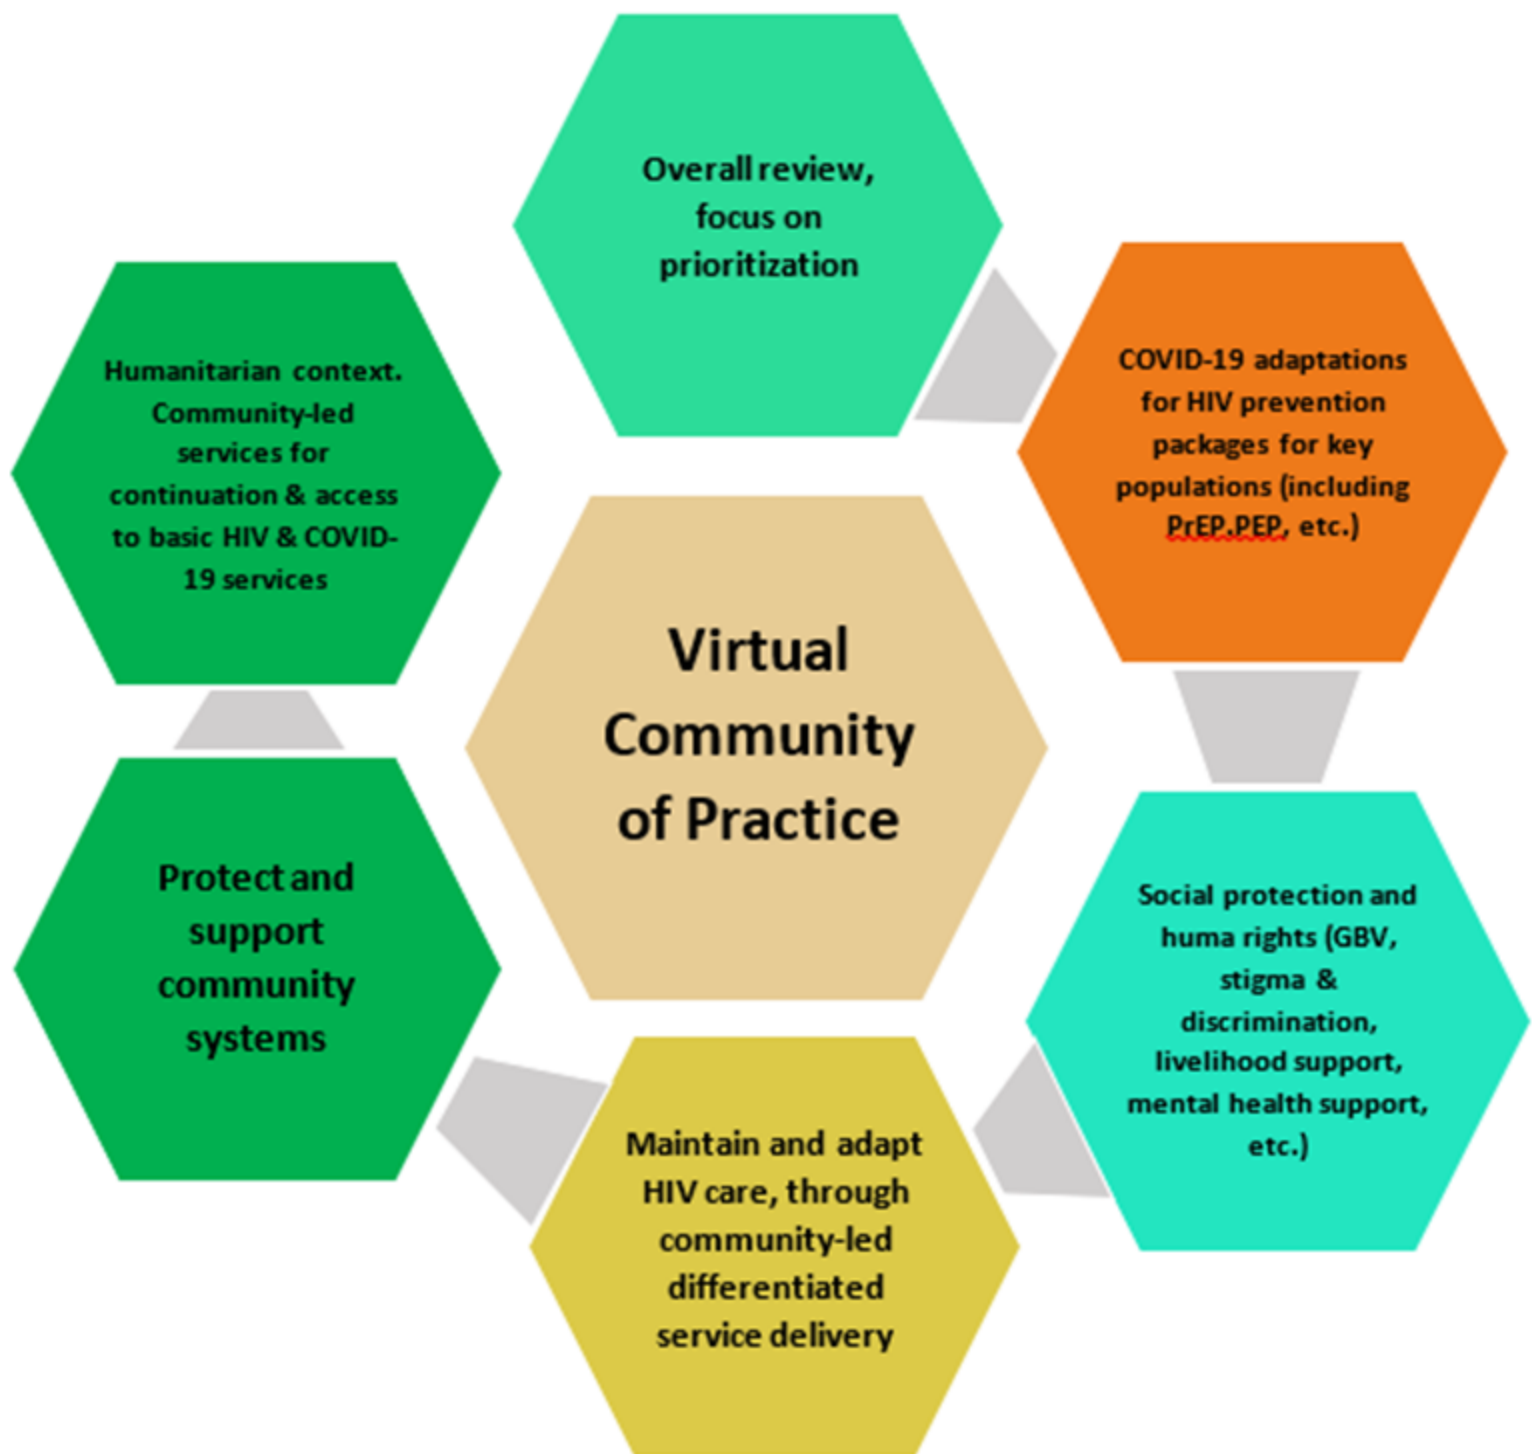 Overall review,
focus on
prioritization
COVID-19 adaptations
for HIV prevention
packages for key
populations (including
PrEP.PEP, etc.)
Social protection and
huma rights (GBV,
stigma &
discrimination,
livelihood support,
mental health support,
etc.)
Maintain and adapt
HIV care, through
community-led
differentiated
service delivery
Protect and
support
community
systems
Humanitarian context.
Community-led
services for
continuation & access
to basic HIV & COVID-
19 services
Virtual
Community
of Practice